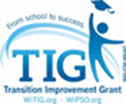 From school to success.
TIG
Transition Improvement Grant
WiTIG.org - WiPSO.org